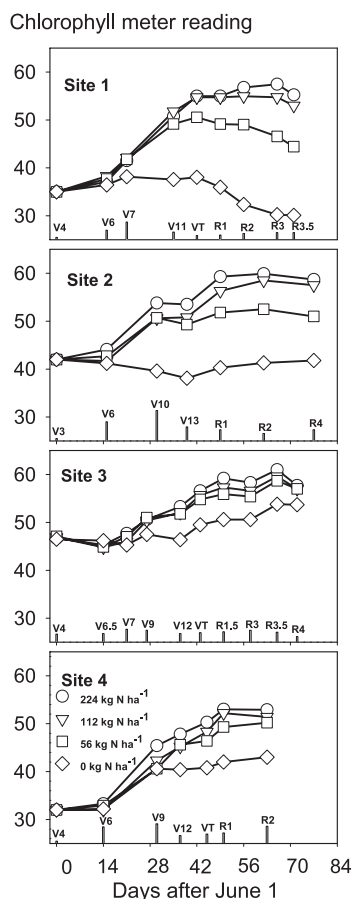 Chlorophyll meter reading
60
Site 1
50
40
30
V4 V6 V7 V11 VT R1 R2 R3 R3.5
60
Site 2
50
40
30
V3 V6 V10 V13 R1 R2 R4
60
Site 3
50
40
30
V4 V6.5 V7 V9 V12 VT R1.5 R3 R3.5 R4
60
Site 4
50
224 kg N ha-1
112 kg N ha-1
40
56 kg N ha-1
0 kg N ha-1
30
V4 V6 V9 V12 VT R1 R2
0 14 28 42 56 70 84
Days after June 1